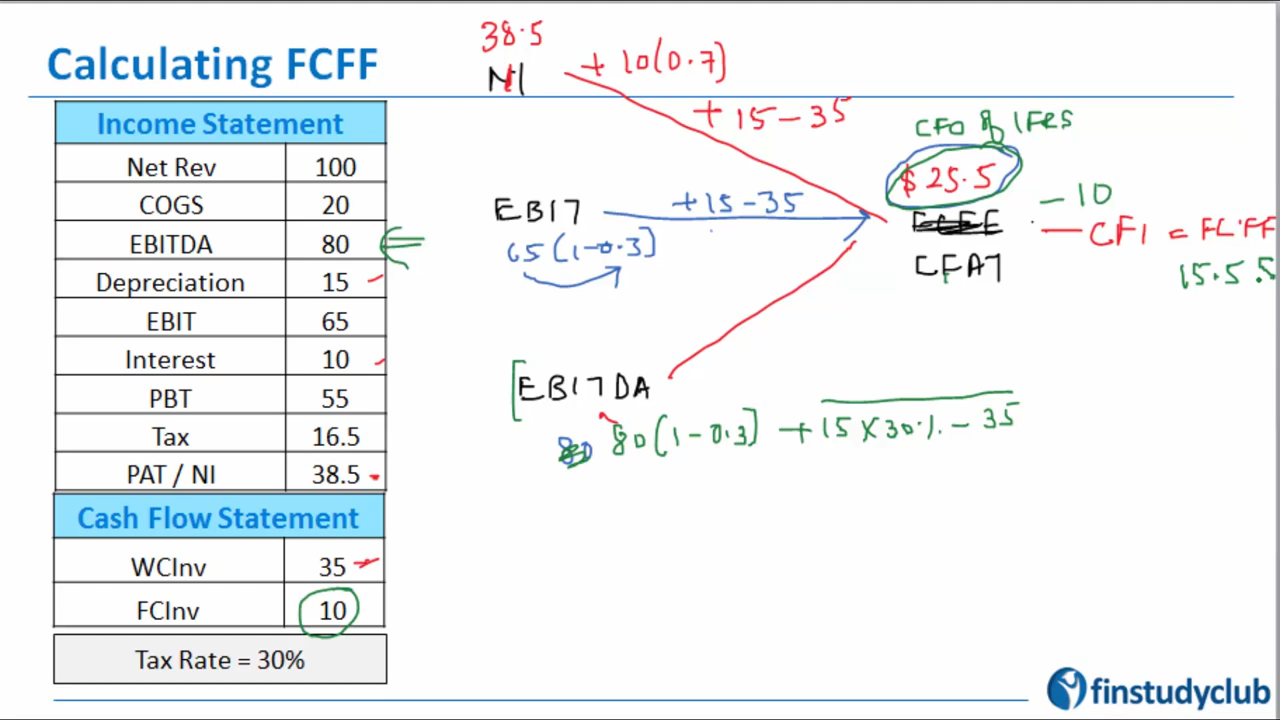 Calculating FCFF
38.5
NI
+ 10(0.7)
+ 15 - 35
Income Statement
Net Rev 100
COGS 20
EBITDA 80
Depreciation 15
EBIT 65
Interest 10
PBT 55
Tax 16.5
PAT / NI 38.5
Cash Flow Statement
WCInv 35
FCInv 10
Tax Rate = 30%
CFO of IFRS
$25.5
EBIT
+15-35
65(1-0.3)
CFAT
- 10
- CFI = FCFF
15.5
EBITDA
80 80(1-0.3) + 15 X 30% - 35
finstudyclub